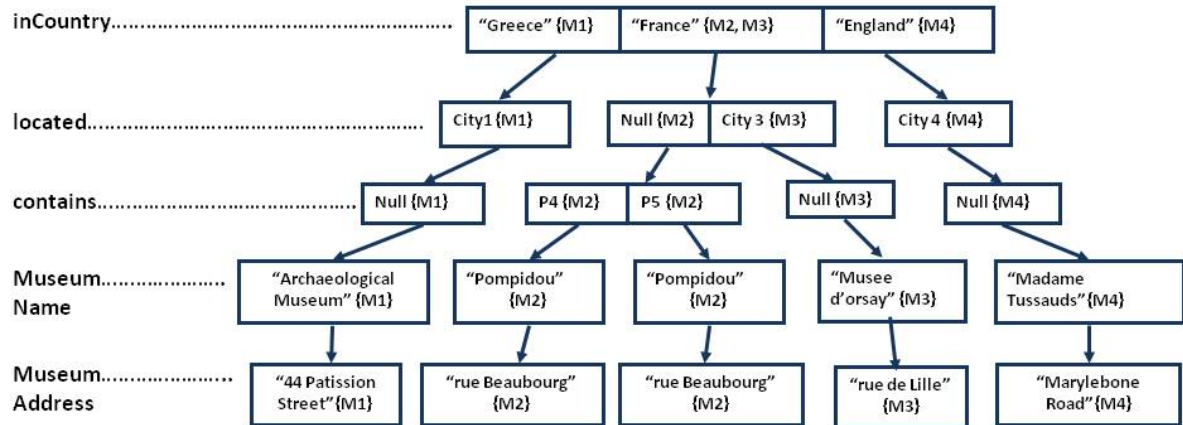 inCountry............................................................ "Greece" {M1} "France" {M2, M3} "England" {M4}
located........................................................... City1 {M1} Null {M2} City 3 {M3} City 4 {M4}
contains............................................. Null {M1} P4 {M2} P5 {M2} Null {M3} Null {M4}
Museum......................
Name
"Archaeological
Museum" {M1}
"Pompidou"
{M2}
"Pompidou"
{M2}
"Musee
d'orsay" {M3}
"Madame
Tussauds" {M4}
Museum.......................
Address
"44 Patission
Street"{M1}
"rue Beaubourg"
{M2}
"rue Beaubourg"
{M2}
"rue de Lille"
{M3}
"Marylebone
Road"{M4}